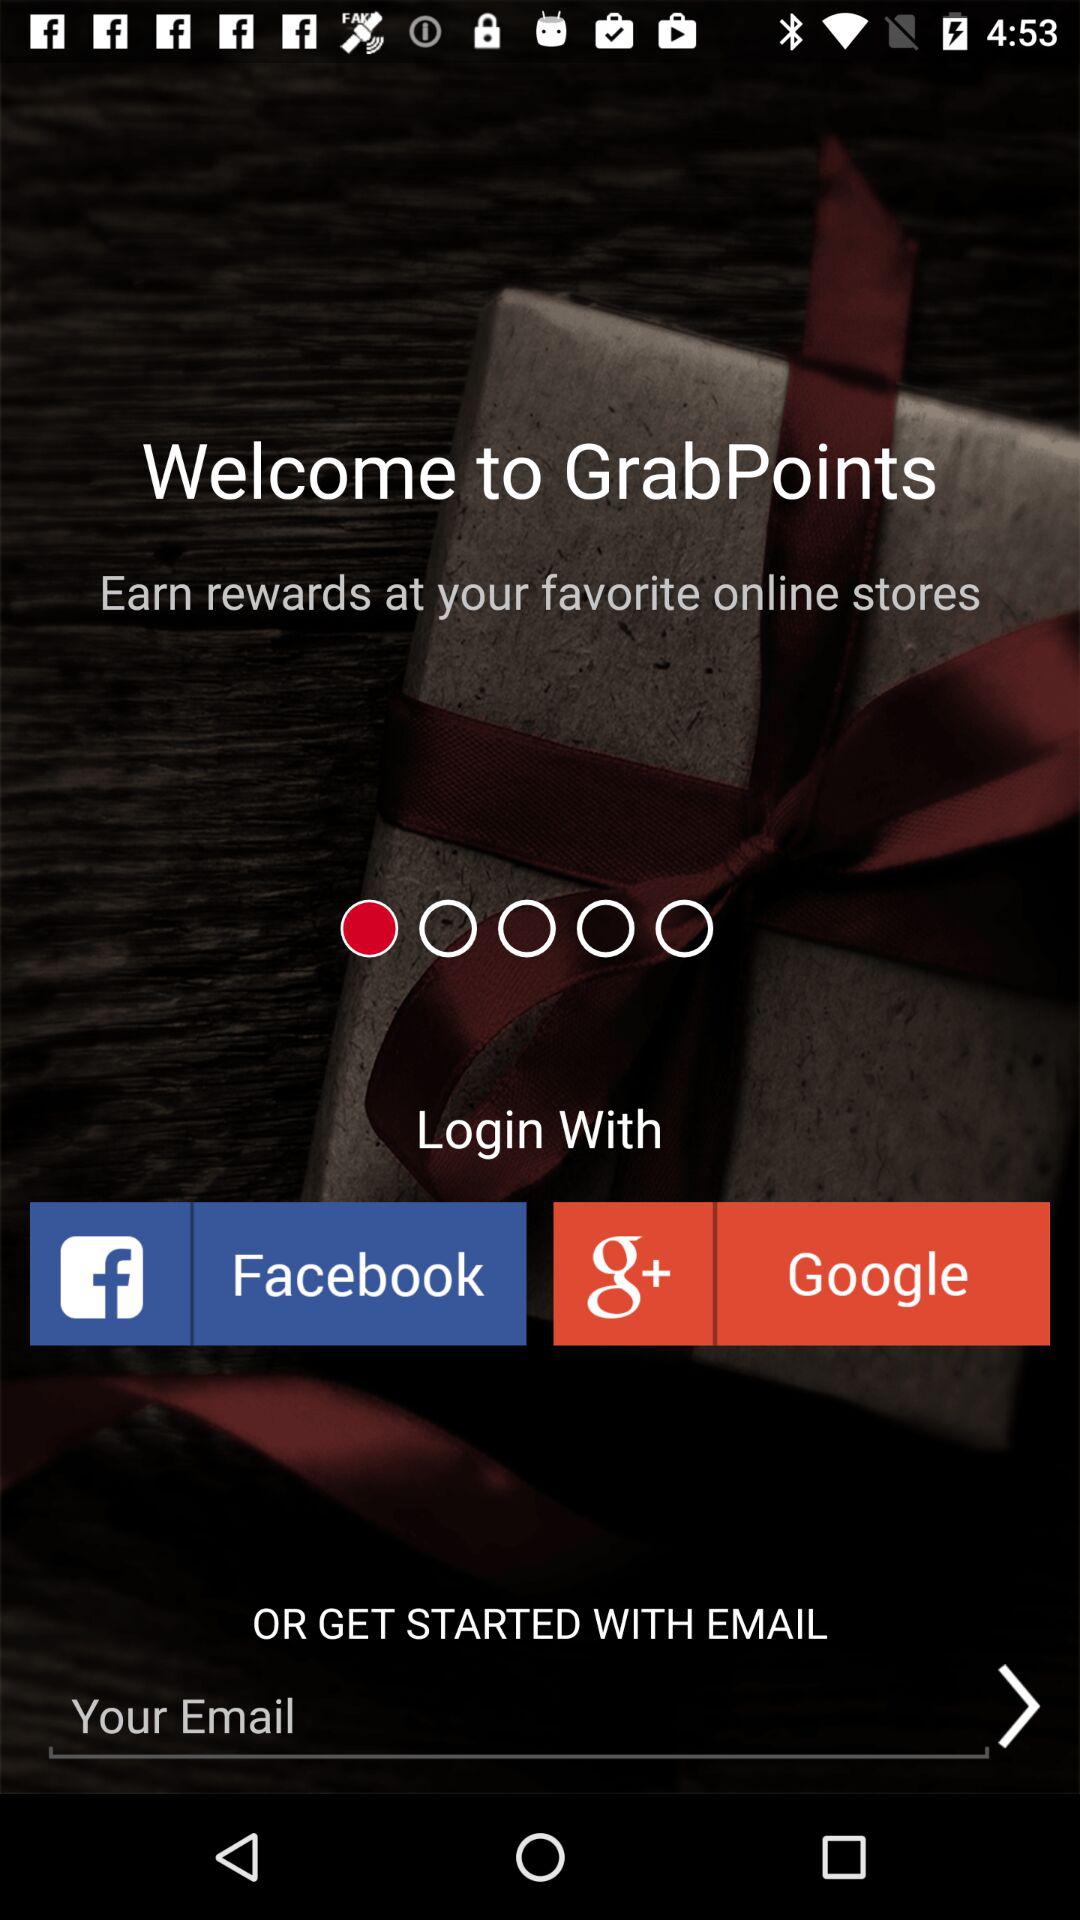 FAKE
4:53
Welcome to GrabPoints
Earn rewards at your favorite online stores
Login With
Facebook
g+ Google
OR GET STARTED WITH EMAIL
Your Email